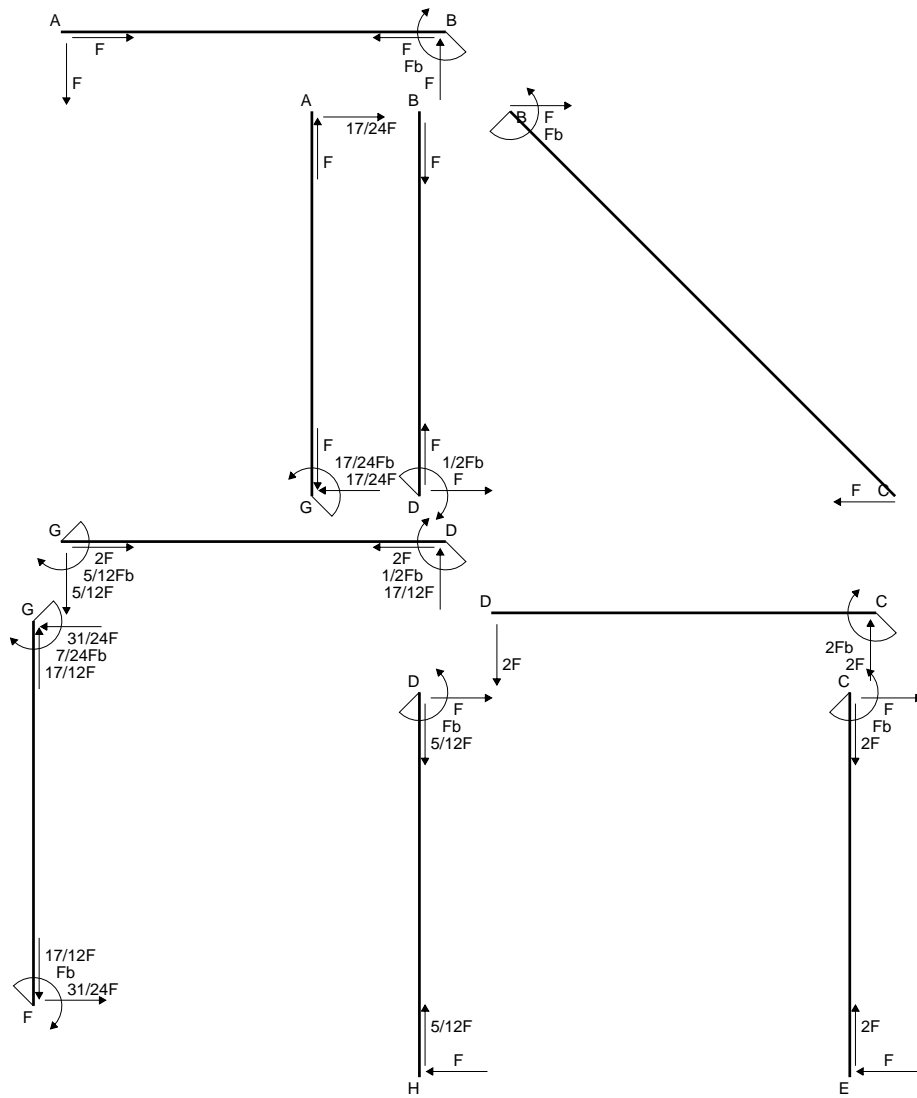 A B
F F
Fb
F F
A B B
17/24F F
Fb
F F
F F
17/24Fb 1/2Fb
17/24F F
G D
F C
G D
2F 2F
5/12Fb 1/2Fb
5/12F 17/12F
G D C
31/24F
7/24Fb 2Fb
17/12F 2F 2F
D C
F F
Fb Fb
5/12F 2F
17/12F
Fb
31/24F
F
5/12F 2F
F F
H E